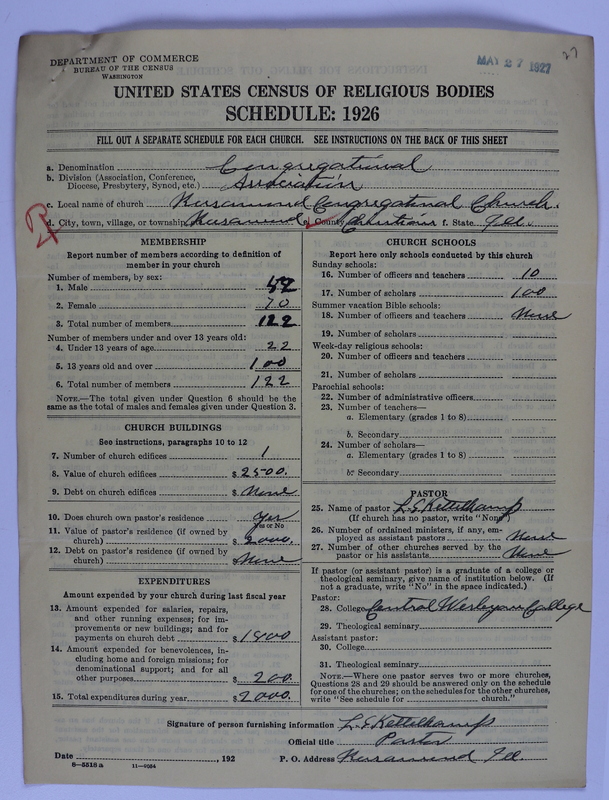 DEPARTMENT OF COMMERCE
BUREAU OF THE CENSUS
WASHINGTON
MAY 27 1927
27
UNITED STATES CENSUS OF RELIGIOUS BODIES
SCHEDULE: 1926
FILL OUT A SEPARATE SCHEDULE FOR EACH CHURCH. SEE INSTRUCTIONS ON THE BACK OF THIS SHEET
a. Denomination Congregational
b. Division (Association, Conference, Diocese, Presbytery, Synod, etc.) Association
c. Local name of church Rosamond Congregational Church.
d. City, town, village, or township Rosamond e. County Christian f. State Ill.
MEMBERSHIP
Report number of members according to definition of
member in your church
Number of members, by sex:
1. Male 52
2. Female 70
3. Total number of members 122
Number of members under and over 13 years old:
4. Under 13 years of age 22
5. 13 years old and over 100
6. Total number of members 122
NOTE.—The total given under Question 6 should be
same as the total of males and females given under Question 3.
CHURCH BUILDINGS
See instructions, paragraphs 10 to 12
7. Number of church edifices 1
8. Value of church edifices $2500.
9. Debt on church edifices $None
10. Does church own pastor's residence Yes
Yes or No
11. Value of pastor's residence (if owned by
church) $2000.
12. Debt on pastor's residence (if owned by
church) $None
EXPENDITURES
Amount expended by your church during last fiscal year
13. Amount expended for salaries, repairs,
and other running expenses; for im-
provements or new buildings; and for
payments on church debt $1800
14. Amount expended for benevolences, in-
cluding home and foreign missions; for
denominational support; and for all
other purposes $200.
15. Total expenditures during year $2000.
CHURCH SCHOOLS
Report here only schools conducted by this church
Sunday schools:
16. Number of officers and teachers 10
17. Number of scholars 100
Summer vacation Bible schools:
18. Number of officers and teachers None
19. Number of scholars
Week-day religious schools:
20. Number of officers and teachers
21. Number of scholars
Parochial schools:
22. Number of administrative officers
23. Number of teachers—
a. Elementary (grades 1 to 8)
b. Secondary
24. Number of scholars—
a. Elementary (grades 1 to 8)
b. Secondary
PASTOR
25. Name of pastor L.S. Kettelkamp
(If church has no pastor, write "None")
26. Number of ordained ministers, if any, em-
ployed as assistant pastors None
27. Number of other churches served by the
pastor or his assistants None
If pastor (or assistant pastor) is a graduate of a college or
theological seminary, give name of institution below. (If
not a graduate, write "No" in the space indicated.)
Pastor:
28. College Central Wesleyan College
29. Theological seminary
Assistant pastor:
30. College
31. Theological seminary
NOTE.—Where one pastor serves two or more churches,
Questions 28 and 29 should be answered only on the schedule
for one of the churches; on the schedules for the other churches,
write "See schedule for church."
Signature of person furnishing information L.S. Kettelkamp
Official title Pastor
Date , 192 P. O. Address Rosamond Ill.
8—5518 a 11—9064